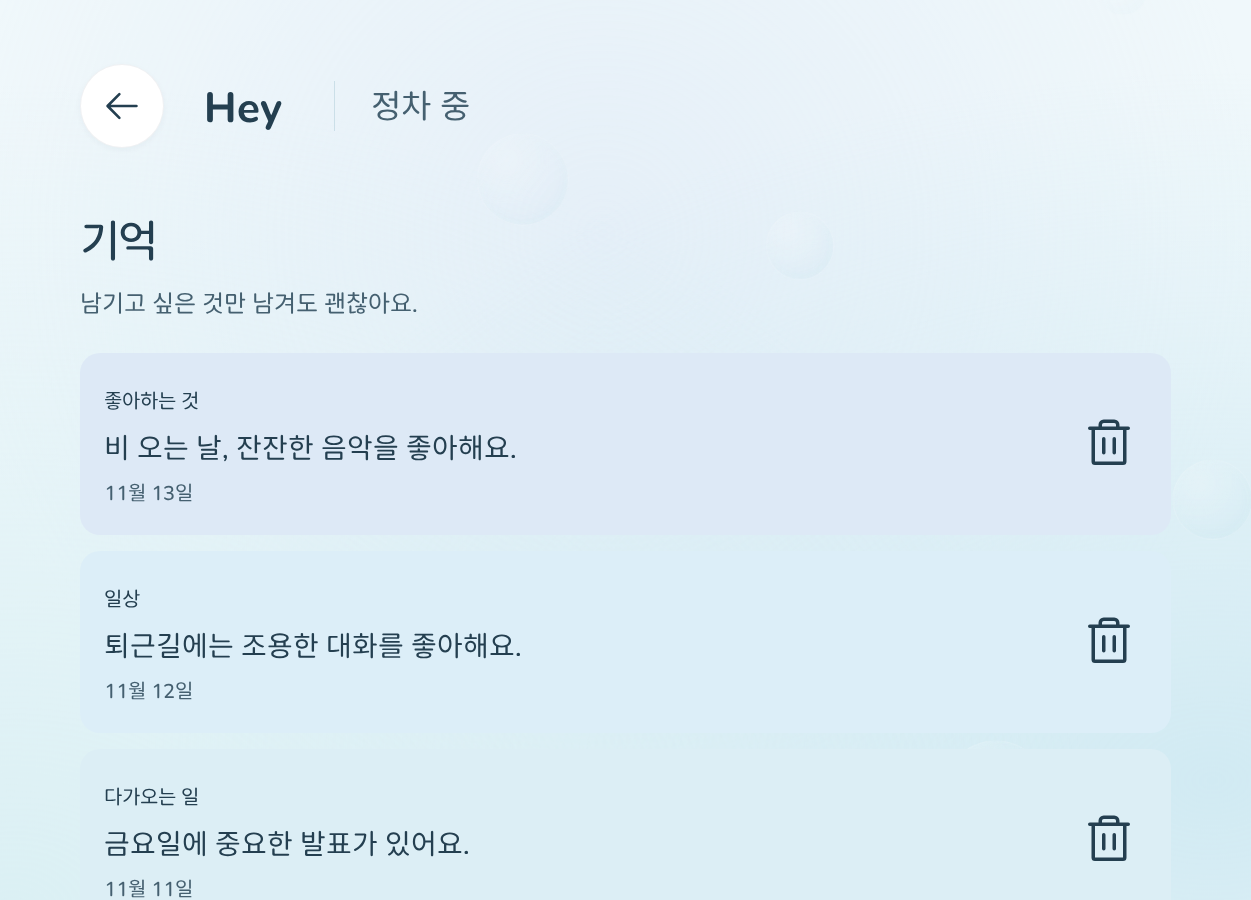 Hey
정차 중
기억
남기고 싶은 것만 남겨도 괜찮아요.
좋아하는 것
비 오는 날, 잔잔한 음악을 좋아해요.
11월 13일
일상
퇴근길에는 조용한 대화를 좋아해요.
11월 12일
다가오는 일
금요일에 중요한 발표가 있어요.
11월 11일